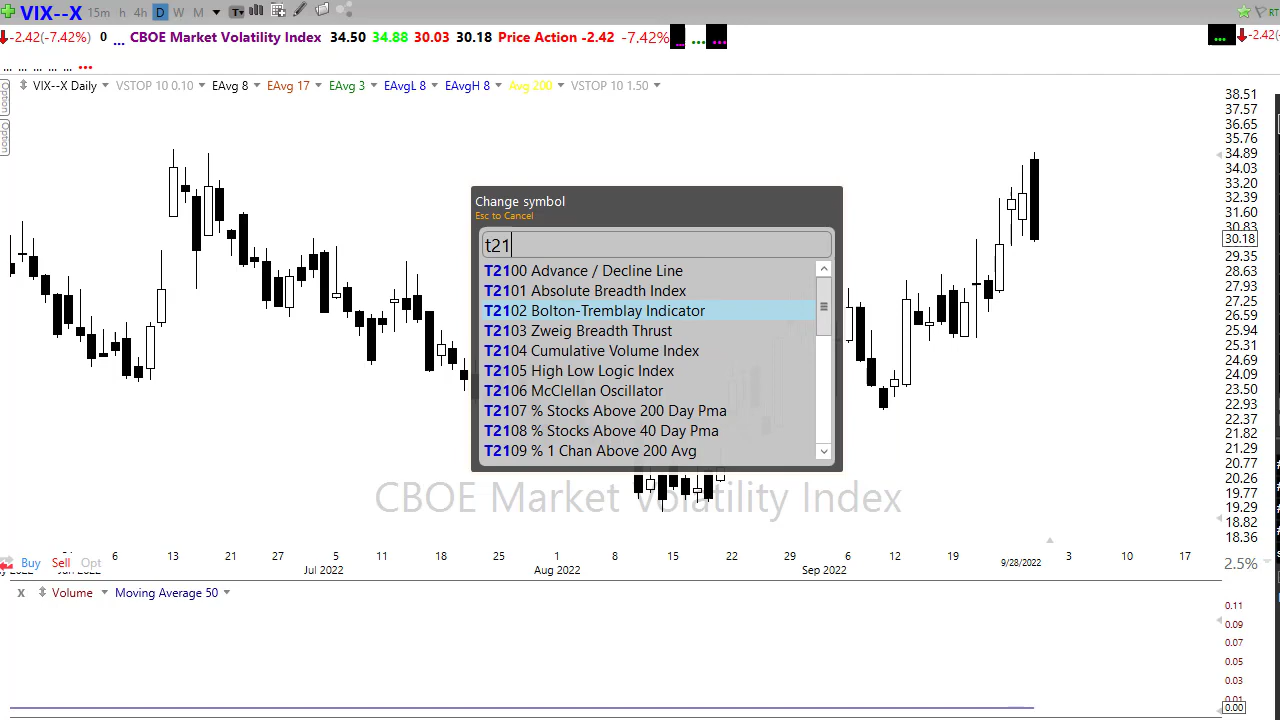 VIX--X 15m h 4h D W M RT
-2.42(-7.42%) 0 ... CBOE Market Volatility Index 34.50 34.88 30.03 30.18 Price Action -2.42 -7.42% ... ... ... ... -2.42(
... ... ... ... ... ...
VIX--X Daily VSTOP 10 0.10 EAvg 8 EAvg 17 EAvg 3 EAvgL 8 EAvgH 8 Avg 200 VSTOP 10 1.50
Option
Option
38.51
37.57
36.65
35.76
34.89
34.03
33.20
32.39
31.60
30.83
30.18
29.35
28.63
27.93
27.25
26.59
25.94
25.31
24.69
24.09
23.50
22.93
22.37
21.82
21.29
20.77
20.26
19.77
19.29
18.82
18.36
Change symbol
Esc to Cancel
t21
T2100 Advance / Decline Line
T2101 Absolute Breadth Index
T2102 Bolton-Tremblay Indicator
T2103 Zweig Breadth Thrust
T2104 Cumulative Volume Index
T2105 High Low Logic Index
T2106 McClellan Oscillator
T2107 % Stocks Above 200 Day Pma
T2108 % Stocks Above 40 Day Pma
T2109 % 1 Chan Above 200 Avg
CBOE Market Volatility Index
6 13 21 27 5 11 18 25 1 8 15 22 29 6 12 19 3 10 17
Buy Sell Opt 9/28/2022 2.5%
Jun 2022 Jul 2022 Aug 2022 Sep 2022
X Volume Moving Average 50
0.11
0.09
0.07
0.05
0.03
0.01
0.00